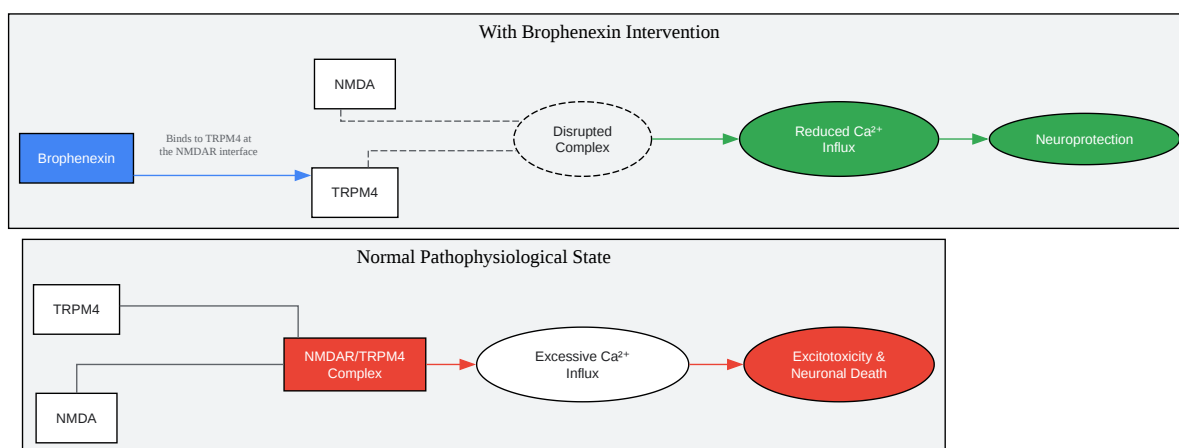 With Brophenexin Intervention
NMDA
Brophenexin
Binds to TRPM4 at
the NMDAR interface
TRPM4
Disrupted
Complex
Reduced Ca²⁺
Influx
Neuroprotection
Normal Pathophysiological State
TRPM4
NMDA
NMDAR/TRPM4
Complex
Excessive Ca²⁺
Influx
Excitotoxicity &
Neuronal Death